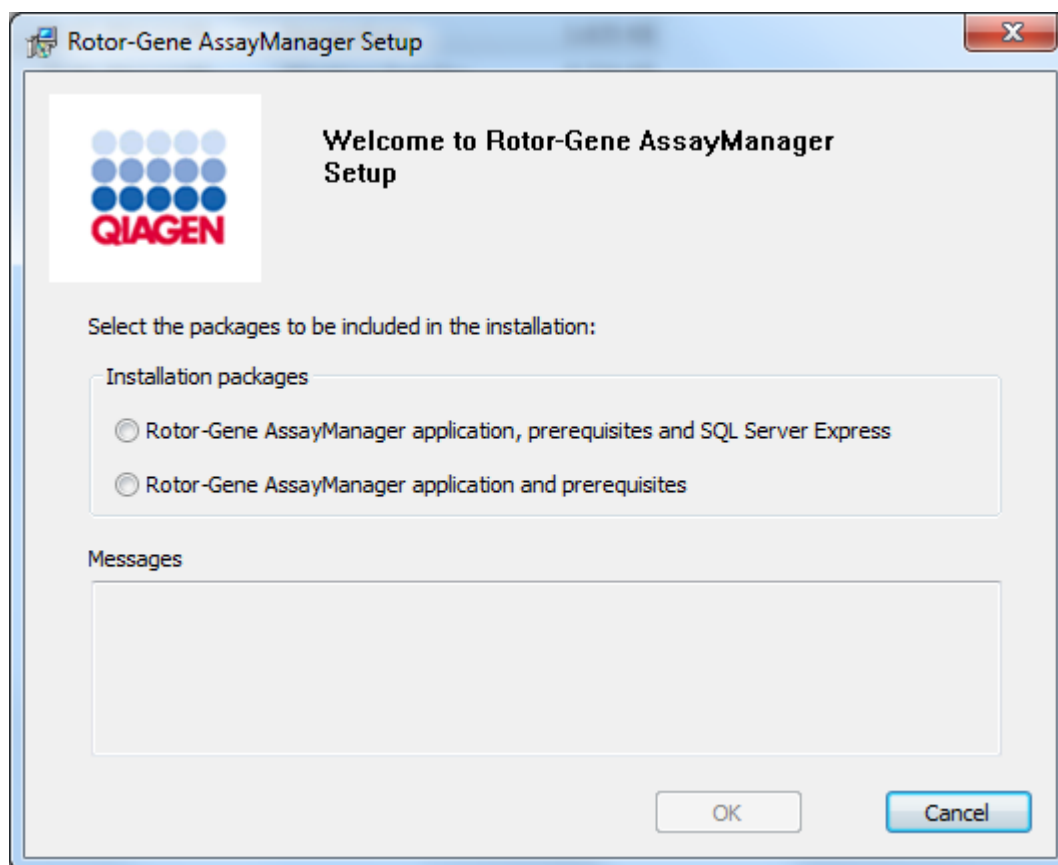 Rotor-Gene AssayManager Setup
X
QIAGEN
Welcome to Rotor-Gene AssayManager
Setup
Select the packages to be included in the installation:
Installation packages
Rotor-Gene AssayManager application, prerequisites and SQL Server Express
Rotor-Gene AssayManager application and prerequisites
Messages
OK
Cancel